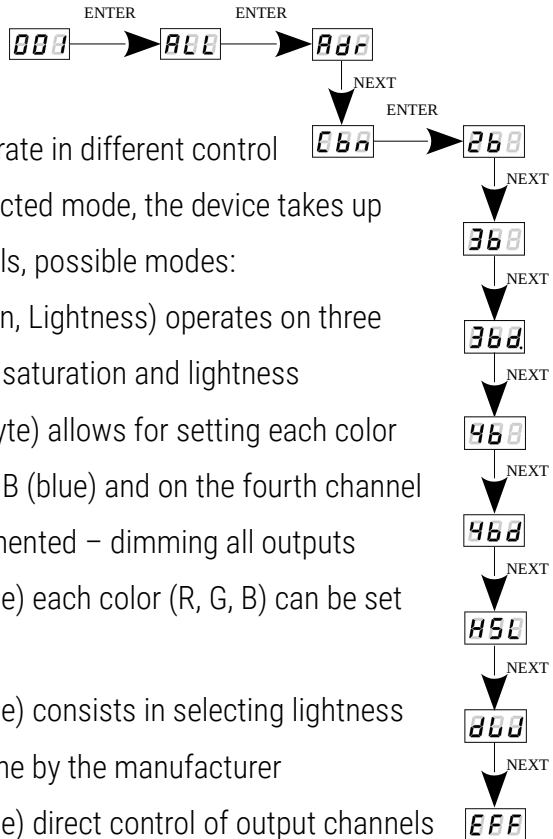 ENTER ENTER
001 ALL Adr
NEXT
ENTER
rate in different control Cbn 2b
cted mode, the device takes up NEXT
ls, possible modes: 3b
NEXT
n, Lightness) operates on three 3bd.
saturation and lightness NEXT
yte) allows for setting each color 4b
B (blue) and on the fourth channel NEXT
mented – dimming all outputs 4bd
e) each color (R, G, B) can be set NEXT
HSL
NEXT
e) consists in selecting lightness
ne by the manufacturer NEXT
e) direct control of output channels EFF